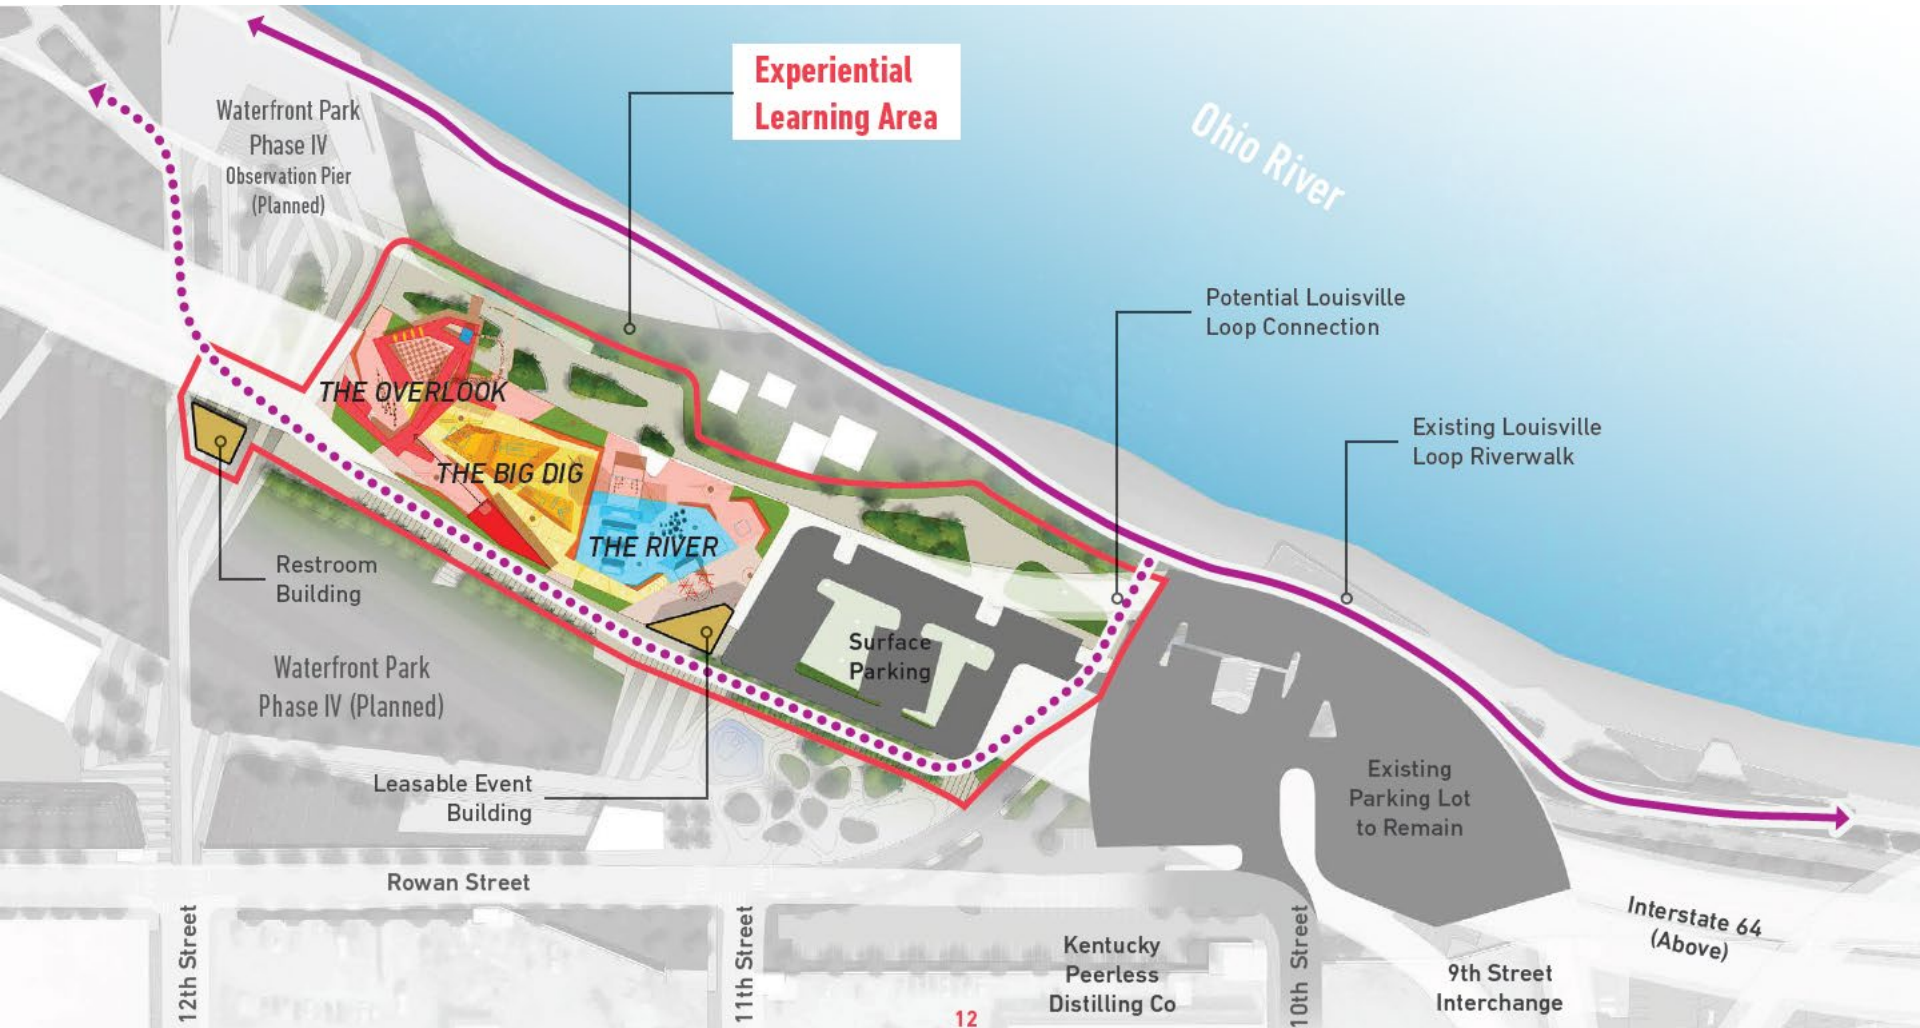 Experiential
Learning Area
Ohio River
Waterfront Park
Phase IV
Observation Pier
(Planned)
Potential Louisville
Loop Connection
Existing Louisville
Loop Riverwalk
THE OVERLOOK
THE BIG DIG
THE RIVER
Restroom
Building
Surface
Parking
Waterfront Park
Phase IV (Planned)
Leasable Event
Building
Existing
Parking Lot
to Remain
Rowan Street
Interstate 64
(Above)
12th Street
11th Street
Kentucky
Peerless
Distilling Co
10th Street
9th Street
Interchange
12